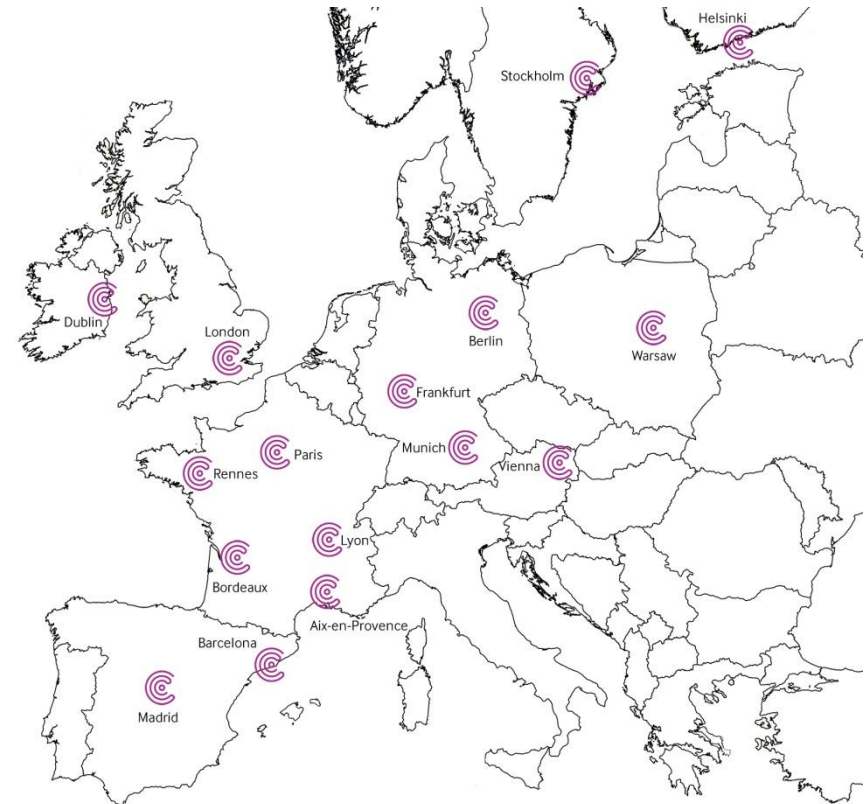 Helsinki
Stockholm
Dublin
London
Berlin
Warsaw
Frankfurt
Munich
Paris
Vienna
Rennes
Lyon
Bordeaux
Aix-en-Provence
Barcelona
Madrid